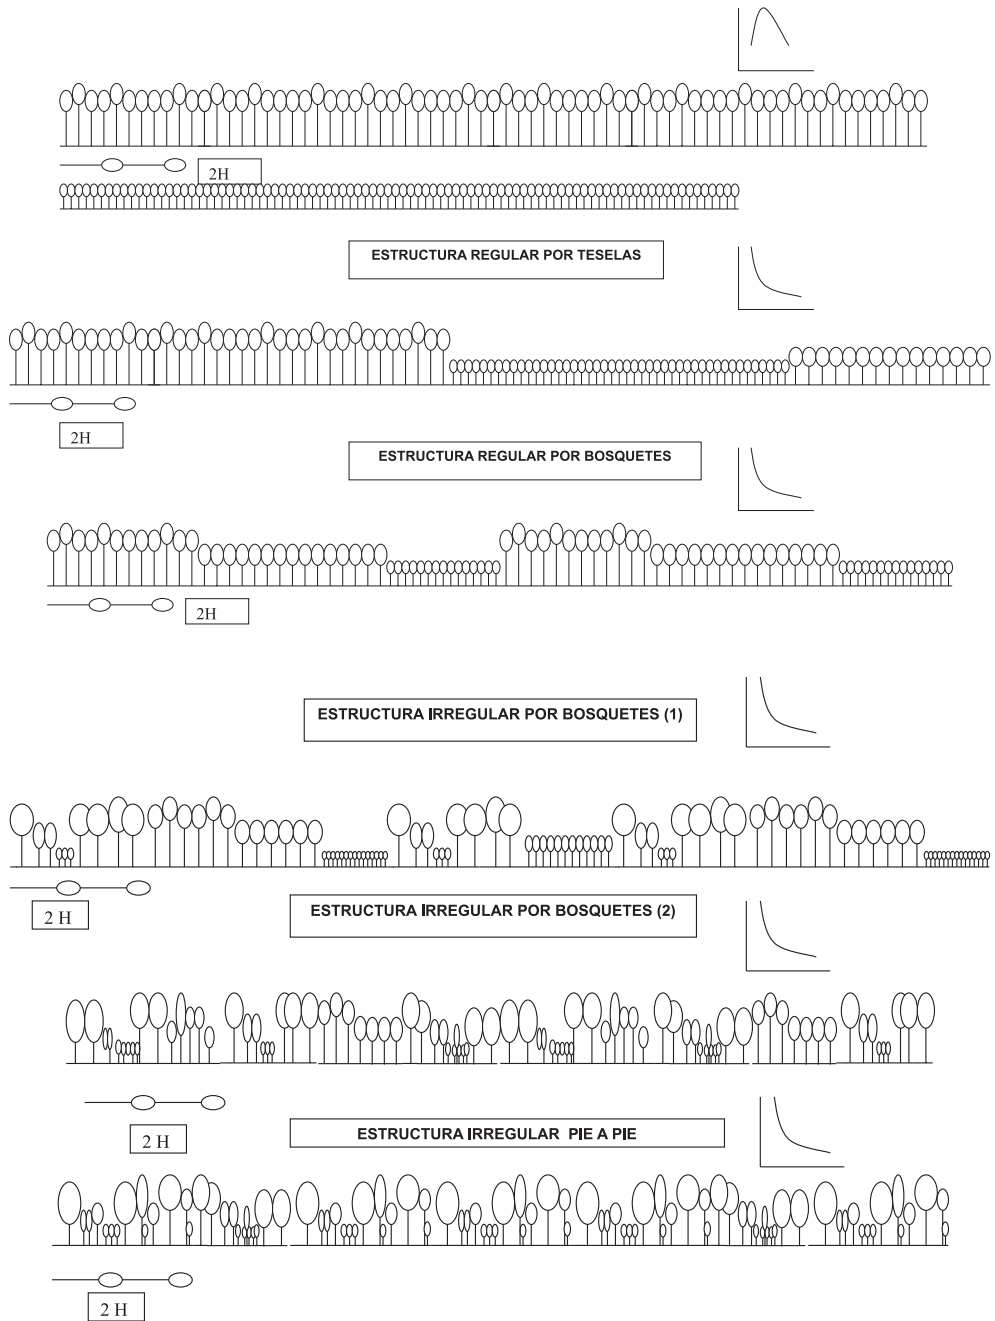 2H
ESTRUCTURA REGULAR POR TESELAS
2H
ESTRUCTURA REGULAR POR BOSQUETES
2H
ESTRUCTURA IRREGULAR POR BOSQUETES (1)
2 H
ESTRUCTURA IRREGULAR POR BOSQUETES (2)
2 H
ESTRUCTURA IRREGULAR PIE A PIE
2 H